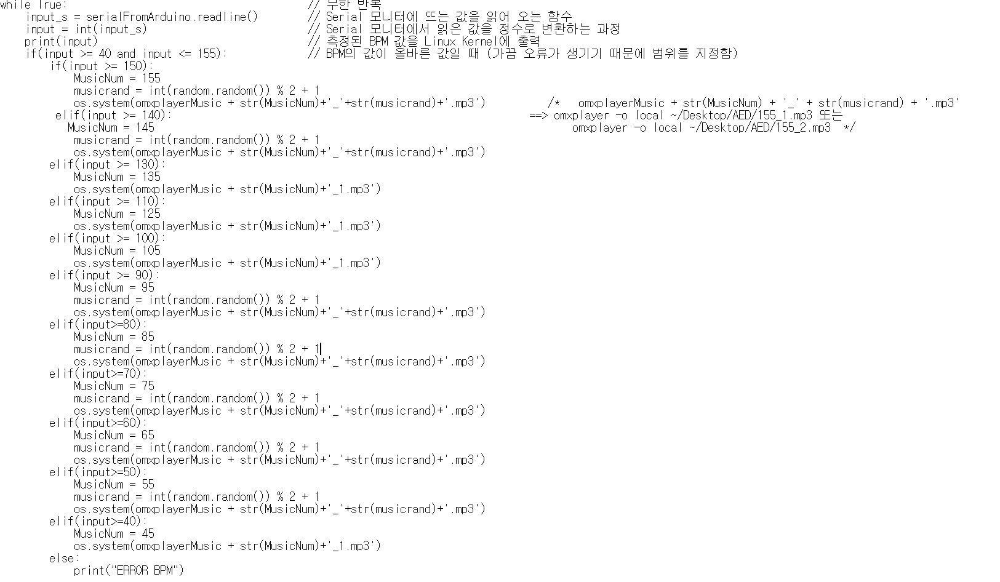 while True: // 무한 반복
input_s = serialFromArduino.readline() // Serial 모니터에 뜨는 값을 읽어 오는 함수
input = int(input_s) // Serial 모니터에서 읽은 값을 정수로 변환하는 과정
print(input) // 측정된 BPM 값을 Linux Kernel에 출력
if(input >= 40 and input <= 155): // BPM의 값이 올바른 값일 때 (가끔 오류가 생기기 때문에 범위를 지정함)
if(input >= 150):
MusicNum = 155
musicrand = int(random.random()) % 2 + 1
os.system(omxplayerMusic + str(MusicNum)+'_'+str(musicrand)+'.mp3') /* omxplayerMusic + str(MusicNum) + '_' + str(musicrand) + '.mp3'
elif(input >= 140): ==> omxplayer -o local ~/Desktop/AED/155_1.mp3 또는
MusicNum = 145 omxplayer -o local ~/Desktop/AED/155_2.mp3 */
musicrand = int(random.random()) % 2 + 1
os.system(omxplayerMusic + str(MusicNum)+'_'+str(musicrand)+'.mp3')
elif(input >= 130):
MusicNum = 135
os.system(omxplayerMusic + str(MusicNum)+'_1.mp3')
elif(input >= 110):
MusicNum = 125
os.system(omxplayerMusic + str(MusicNum)+'_1.mp3')
elif(input >= 100):
MusicNum = 105
os.system(omxplayerMusic + str(MusicNum)+'_1.mp3')
elif(input >= 90):
MusicNum = 95
musicrand = int(random.random()) % 2 + 1
os.system(omxplayerMusic + str(MusicNum)+'_'+str(musicrand)+'.mp3')
elif(input>=80):
MusicNum = 85
musicrand = int(random.random()) % 2 + 1
os.system(omxplayerMusic + str(MusicNum)+'_'+str(musicrand)+'.mp3')
elif(input>=70):
MusicNum = 75
musicrand = int(random.random()) % 2 + 1
os.system(omxplayerMusic + str(MusicNum)+'_'+str(musicrand)+'.mp3')
elif(input>=60):
MusicNum = 65
musicrand = int(random.random()) % 2 + 1
os.system(omxplayerMusic + str(MusicNum)+'_'+str(musicrand)+'.mp3')
elif(input>=50):
MusicNum = 55
musicrand = int(random.random()) % 2 + 1
os.system(omxplayerMusic + str(MusicNum)+'_'+str(musicrand)+'.mp3')
elif(input>=40):
MusicNum = 45
os.system(omxplayerMusic + str(MusicNum)+'_1.mp3')
else:
print("ERROR BPM")